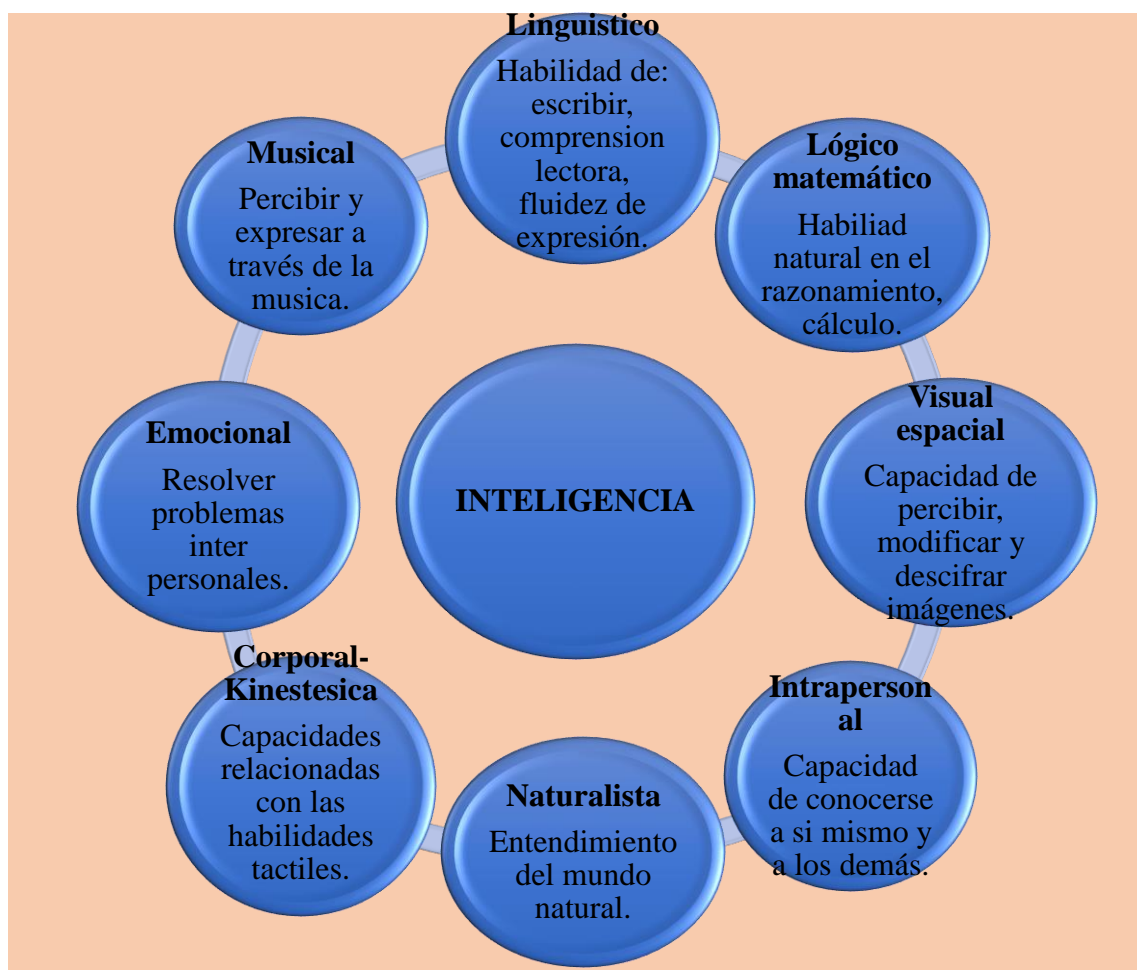 Linguistico
Habilidad de:
escribir,
comprension
lectora,
fluidez de
expresión.
Lógico
matemático
Habiliad
natural en el
razonamiento,
cálculo.
Visual
espacial
Capacidad de
percibir,
modificar y
descifrar
imágenes.
Intraperson
al
Capacidad
de conocerse
a si mismo y
a los demás.
Naturalista
Entendimiento
del mundo
natural.
Corporal-
Kinestesica
Capacidades
relacionadas
con las
habilidades
tactiles.
Emocional
Resolver
problemas
inter
personales.
Musical
Percibir y
expresar a
través de la
musica.
INTELIGENCIA